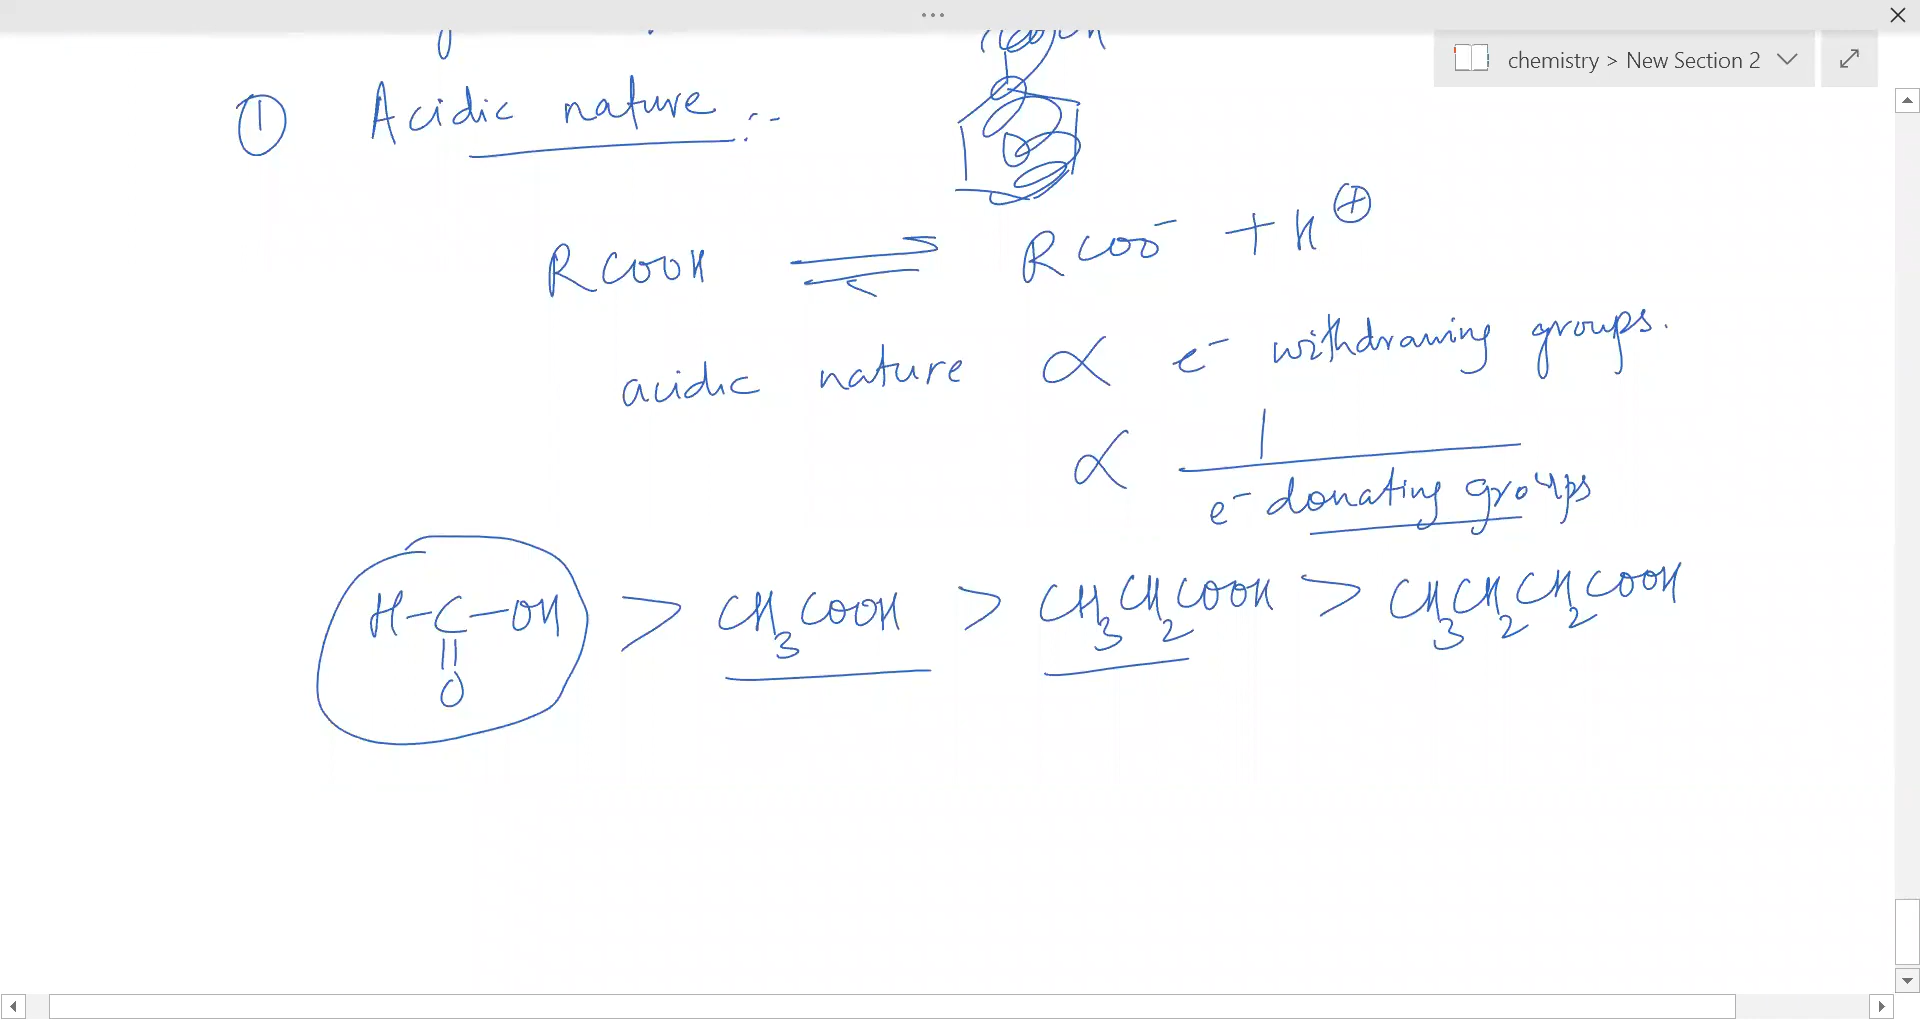 chemistry > New Section 2
① Acidic nature :-
RCOOH ⇌ RCOO⁻ + H⊕
acidic nature ∝ e⁻ withdrawing groups.
∝ 1 / e⁻ donating groups
H-C-OH > CH₃COOH > CH₃CH₂COOH > CH₃CH₂CH₂COOH
||
O